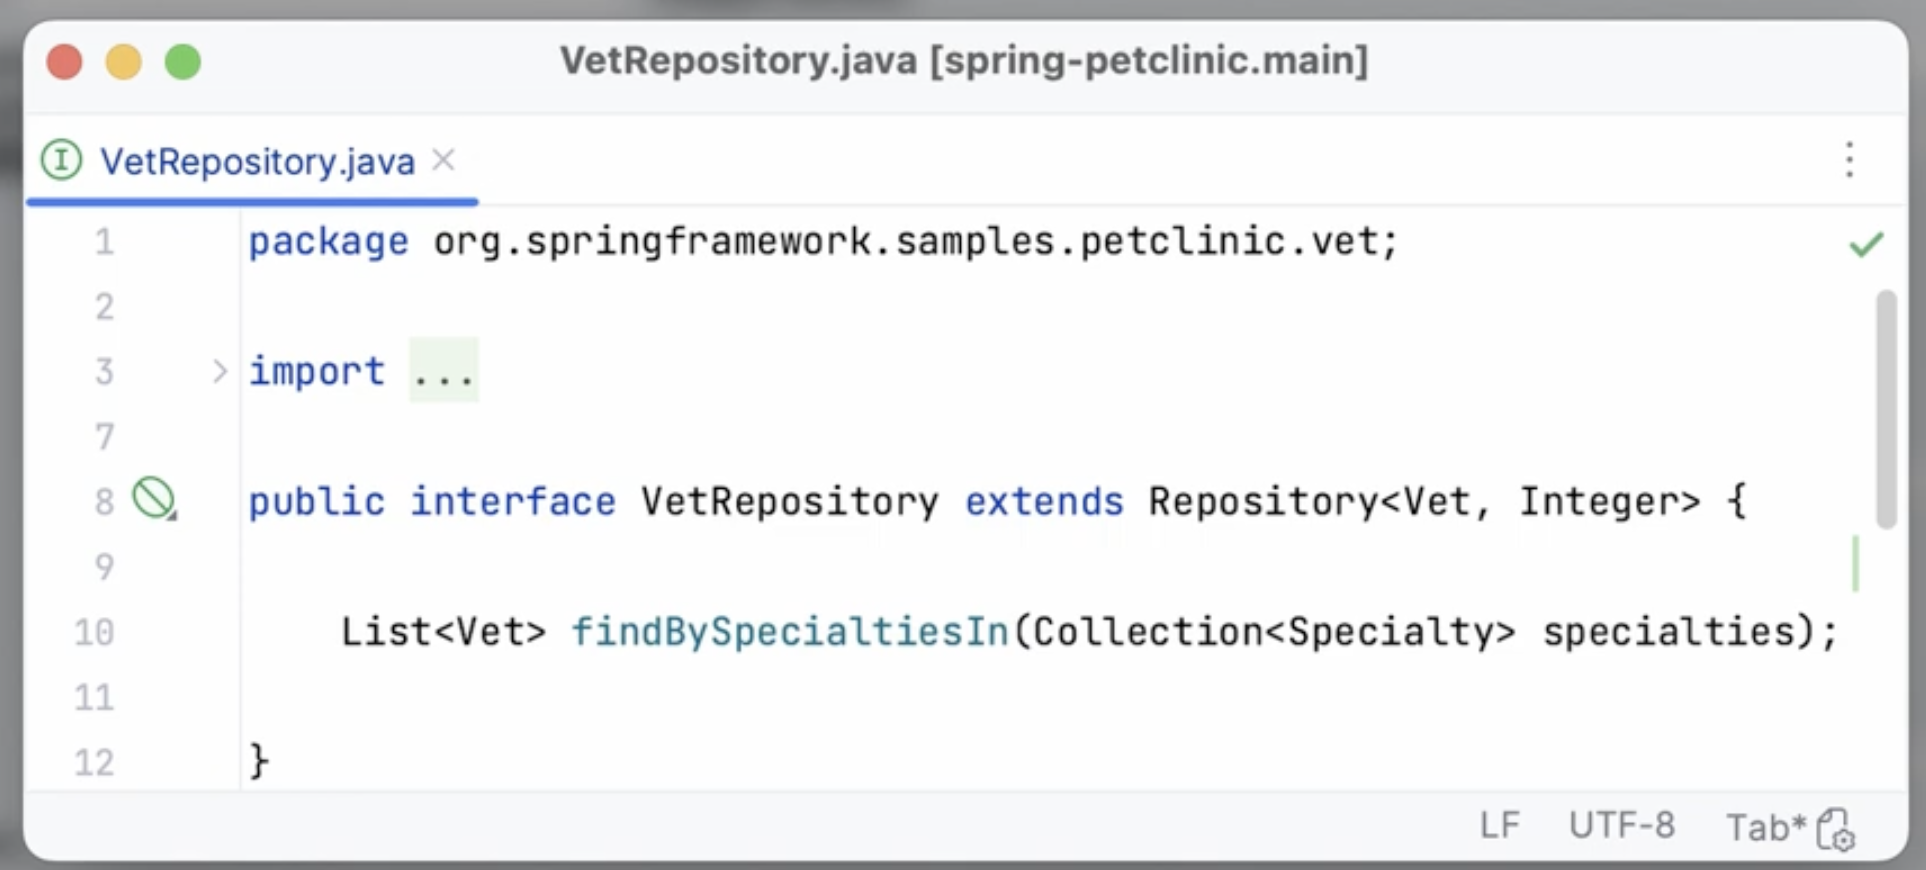 VetRepository.java [spring-petclinic.main]
VetRepository.java
1 package org.springframework.samples.petclinic.vet;
2
3 import ...
7
8 public interface VetRepository extends Repository<Vet, Integer> {
9
10 List<Vet> findBySpecialtiesIn(Collection<Specialty> specialties);
11
12 }
LF UTF-8 Tab*